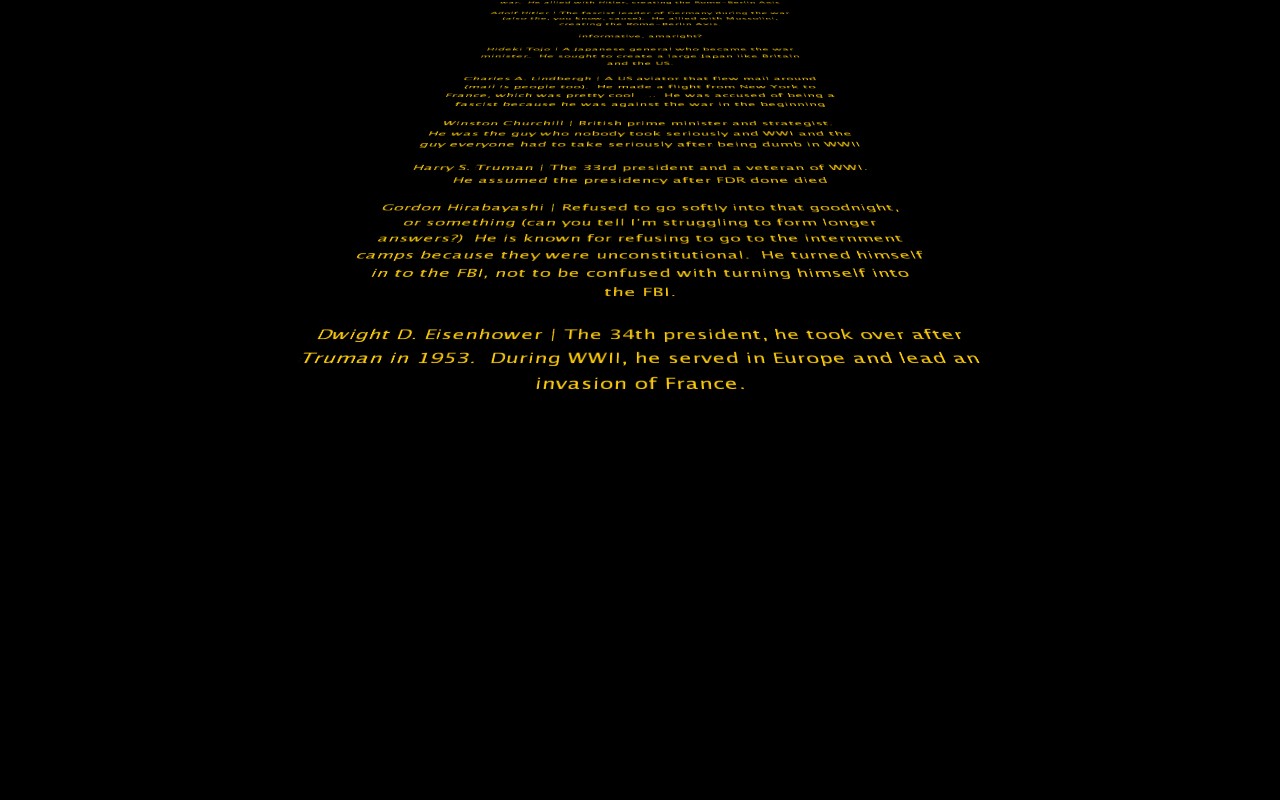 war. He allied with Hitler, creating the Rome-Berlin Axis.
Adolf Hitler | The fascist leader of Germany during the war
(also the, you know, cause). He allied with Mussolini,
creating the Rome-Berlin Axis.
informative, amaright?
Hideki Tojo | A Japanese general who became the war
minister. He sought to create a large Japan like Britain
and the US.
Charles A. Lindbergh | A US aviator that flew mail around
(mail is people too). He made a flight from New York to
France, which was pretty cool ... He was accused of being a
fascist because he was against the war in the beginning
Winston Churchill | British prime minister and strategist.
He was the guy who nobody took seriously and WWI and the
guy everyone had to take seriously after being dumb in WWII
Harry S. Truman | The 33rd president and a veteran of WWI.
He assumed the presidency after FDR done died
Gordon Hirabayashi | Refused to go softly into that goodnight,
or something (can you tell I'm struggling to form longer
answers?) He is known for refusing to go to the internment
camps because they were unconstitutional. He turned himself
in to the FBI, not to be confused with turning himself into
the FBI.
Dwight D. Eisenhower | The 34th president, he took over after
Truman in 1953. During WWII, he served in Europe and lead an
invasion of France.